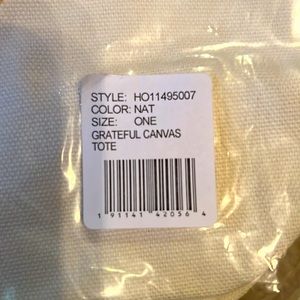 STYLE: HO11495007
COLOR: NAT
SIZE: ONE
GRATEFUL CANVAS
TOTE
1 91141 42056 4